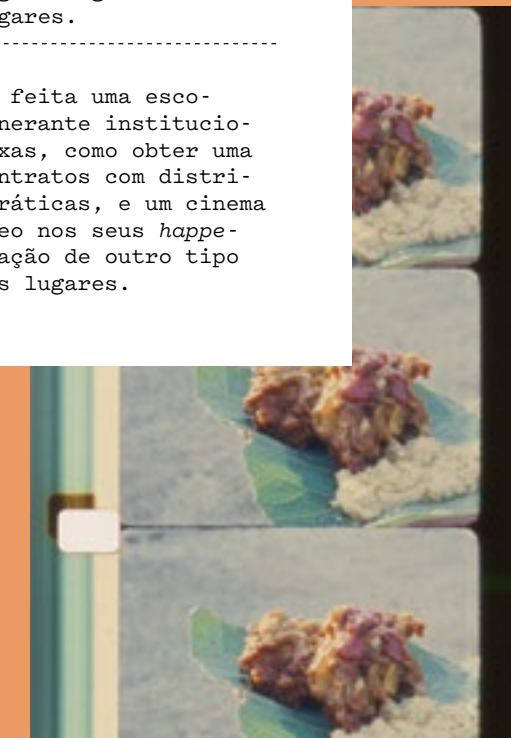 gares.
feita uma esco-
nerante institucio-
xas, como obter uma
ntratos com distri-
ráticas, e um cinema
eo nos seus happe-
ação de outro tipo
s lugares.